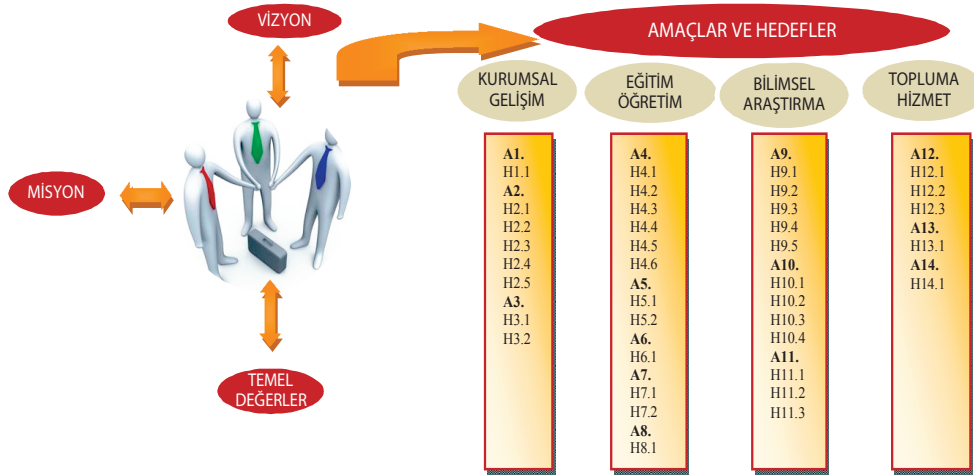 VİZYON
MİSYON
TEMEL
DEĞERLER
AMAÇLAR VE HEDEFLER
KURUMSAL
GELİŞİM
A1.
H1.1
A2.
H2.1
H2.2
H2.3
H2.4
H2.5
A3.
H3.1
H3.2
EĞİTİM
ÖĞRETİM
A4.
H4.1
H4.2
H4.3
H4.4
H4.5
H4.6
A5.
H5.1
H5.2
A6.
H6.1
A7.
H7.1
H7.2
A8.
H8.1
BİLİMSEL
ARAŞTIRMA
A9.
H9.1
H9.2
H9.3
H9.4
H9.5
A10.
H10.1
H10.2
H10.3
H10.4
A11.
H11.1
H11.2
H11.3
TOPLUMA
HİZMET
A12.
H12.1
H12.2
H12.3
A13.
H13.1
A14.
H14.1